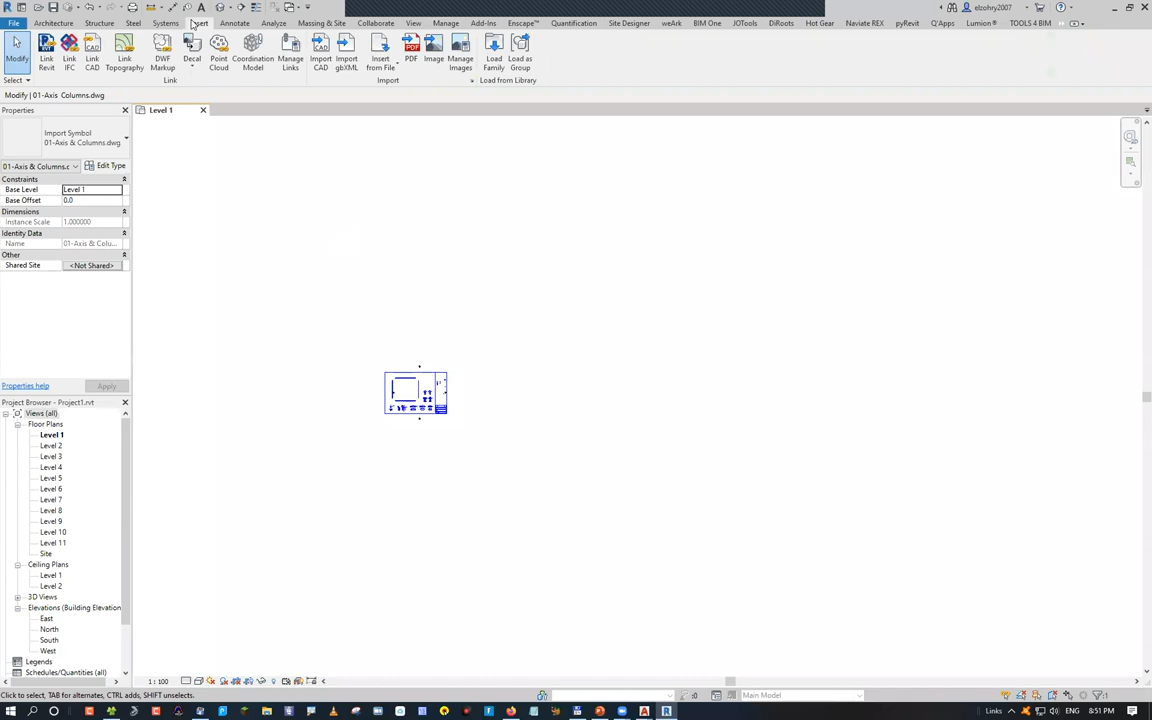 elzohry2007
File Architecture Structure Steel Systems Insert Annotate Analyze Massing & Site Collaborate View Manage Add-Ins Enscape™ Quantification Site Designer weArk BIM One JOTools DiRoots Hot Gear Naviate REX pyRevit Q'Apps Lumion® TOOLS 4 BIM
Modify Link Revit Link IFC Link CAD Link Topography DWF Markup Decal Point Cloud Coordination Model Manage Links Import CAD Import gbXML Insert from File PDF Image Manage Images Load Family Load as Group
Select Link Import Load from Library
Modify | 01-Axis Columns.dwg
Properties
Level 1
Import Symbol
01-Axis & Columns.dwg
01-Axis & Columns.c Edit Type
Constraints
Base Level Level 1
Base Offset 0.0
Dimensions
Instance Scale 1.000000
Identity Data
Name 01-Axis & Colu...
Other
Shared Site <Not Shared>
Properties help Apply
Project Browser - Project1.rvt
Views (all)
Floor Plans
Level 1
Level 2
Level 3
Level 4
Level 5
Level 6
Level 7
Level 8
Level 9
Level 10
Level 11
Site
Ceiling Plans
Level 1
Level 2
3D Views
Elevations (Building Elevation
East
North
South
West
Legends
Schedules/Quantities (all)
1 : 100
Click to select, TAB for alternates, CTRL adds, SHIFT unselects.
:0 Main Model :1
Links ENG 8:51 PM